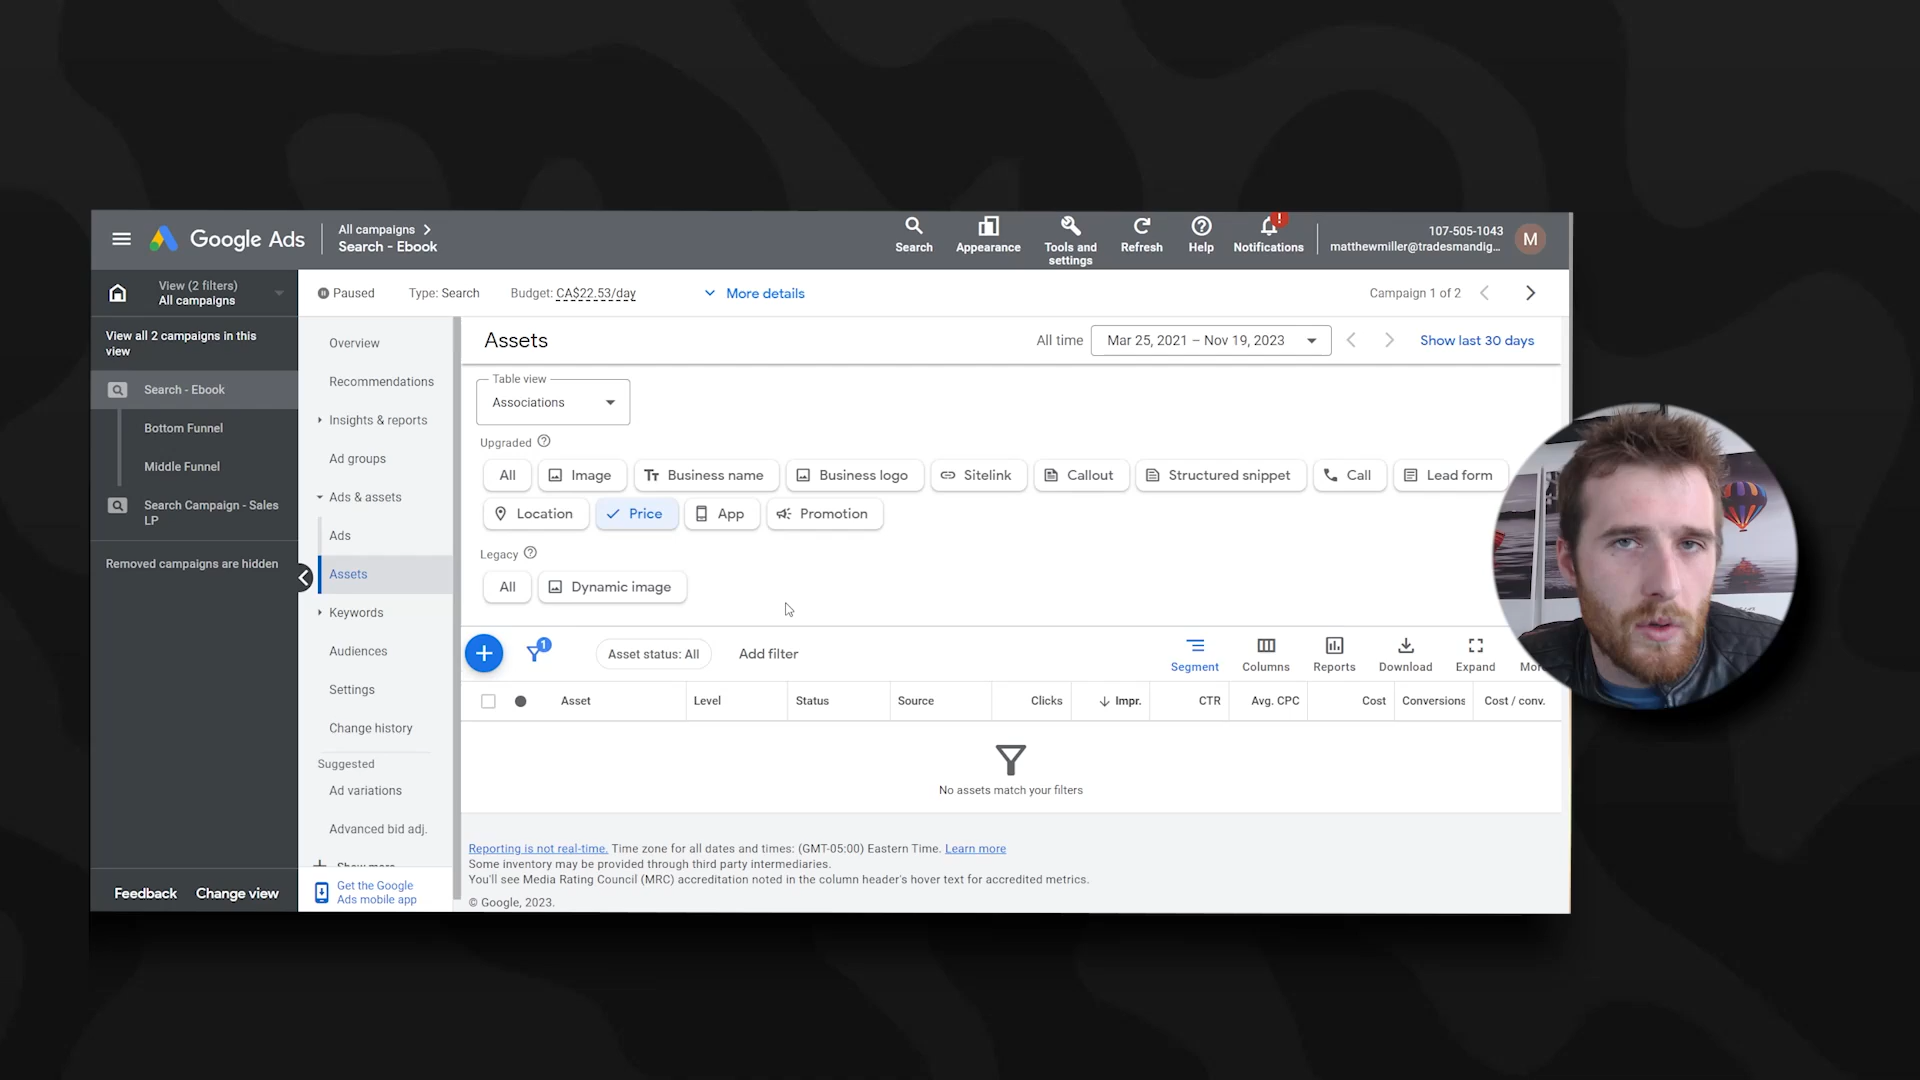 Google Ads
All campaigns
Search - Ebook
Search
Appearance
Tools and
settings
Refresh
Help
!
Notifications
107-505-1043
matthewmiller@tradesmandig...
M
View (2 filters)
All campaigns
Paused
Type: Search
Budget: CA$22.53/day
More details
Campaign 1 of 2
View all 2 campaigns in this
view
Search - Ebook
Bottom Funnel
Middle Funnel
Search Campaign - Sales
LP
Removed campaigns are hidden
Feedback
Change view
Overview
Recommendations
Insights & reports
Ad groups
Ads & assets
Ads
Assets
Keywords
Audiences
Settings
Change history
Suggested
Ad variations
Advanced bid adj.
Show more
Get the Google
Ads mobile app
Assets
All time
Mar 25, 2021 – Nov 19, 2023
Show last 30 days
Table view
Associations
Upgraded
All
Image
Business name
Business logo
Sitelink
Callout
Structured snippet
Call
Lead form
Location
Price
App
Promotion
Legacy
All
Dynamic image
1
Asset status: All
Add filter
Segment
Columns
Reports
Download
Expand
Asset
Level
Status
Source
Clicks
Impr.
CTR
Avg. CPC
Cost
Conversions
Cost / conv.
No assets match your filters
Reporting is not real-time. Time zone for all dates and times: (GMT-05:00) Eastern Time. Learn more
Some inventory may be provided through third party intermediaries.
You'll see Media Rating Council (MRC) accreditation noted in the column header's hover text for accredited metrics.
© Google, 2023.